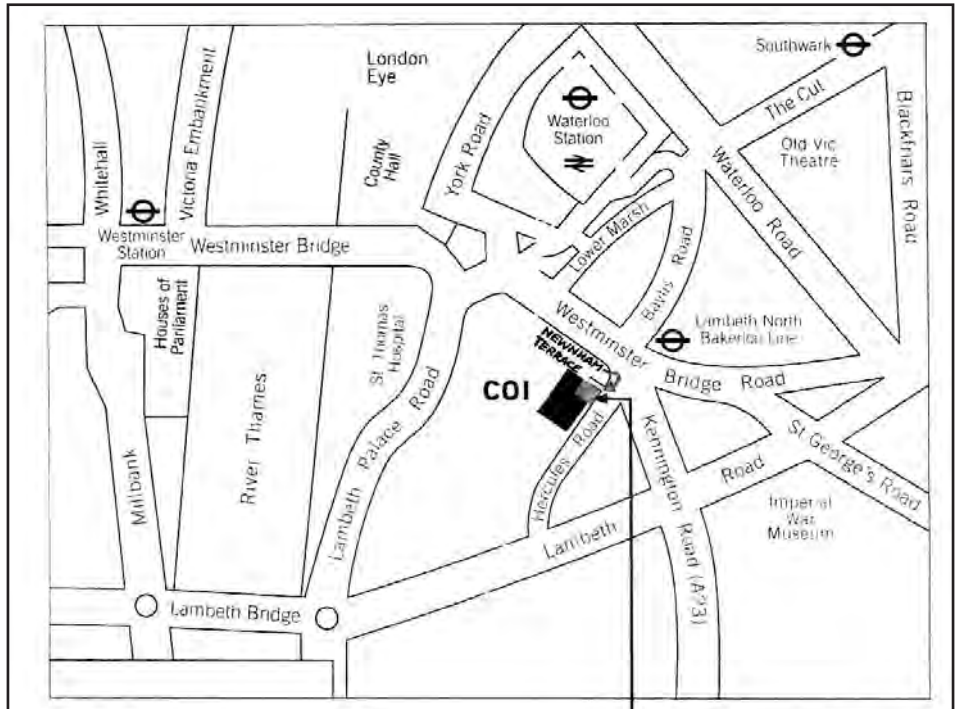 London
Eye
Southwark
The Cut
Blackfriars Road
Whitehall
Victoria Embankment
County
Hall
York Road
Waterloo
Station
Old Vic
Theatre
Waterloo Road
Westminster
Station
Westminster Bridge
Lower Marsh
Baylis Road
Houses of
Parliament
St Thomas
Hospital
Westminster
Bridge Road
Lambeth North
Bakerloo Line
NEWNHAM
TERRACE
COI
River Thames
Lambeth Palace Road
Hercules Road
Kennington Road (A23)
St George's Road
Millbank
Lambeth Road
Imperial
War
Museum
Lambeth Bridge